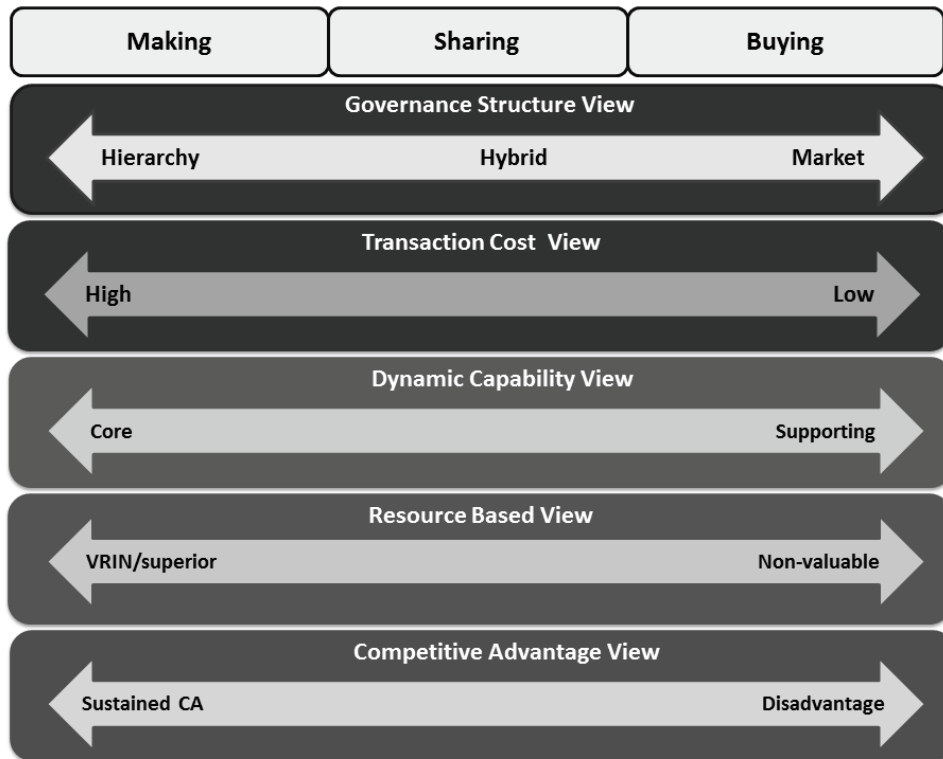 Making Sharing Buying
Governance Structure View
Hierarchy Hybrid Market
Transaction Cost View
High Low
Dynamic Capability View
Core Supporting
Resource Based View
VRIN/superior Non-valuable
Competitive Advantage View
Sustained CA Disadvantage